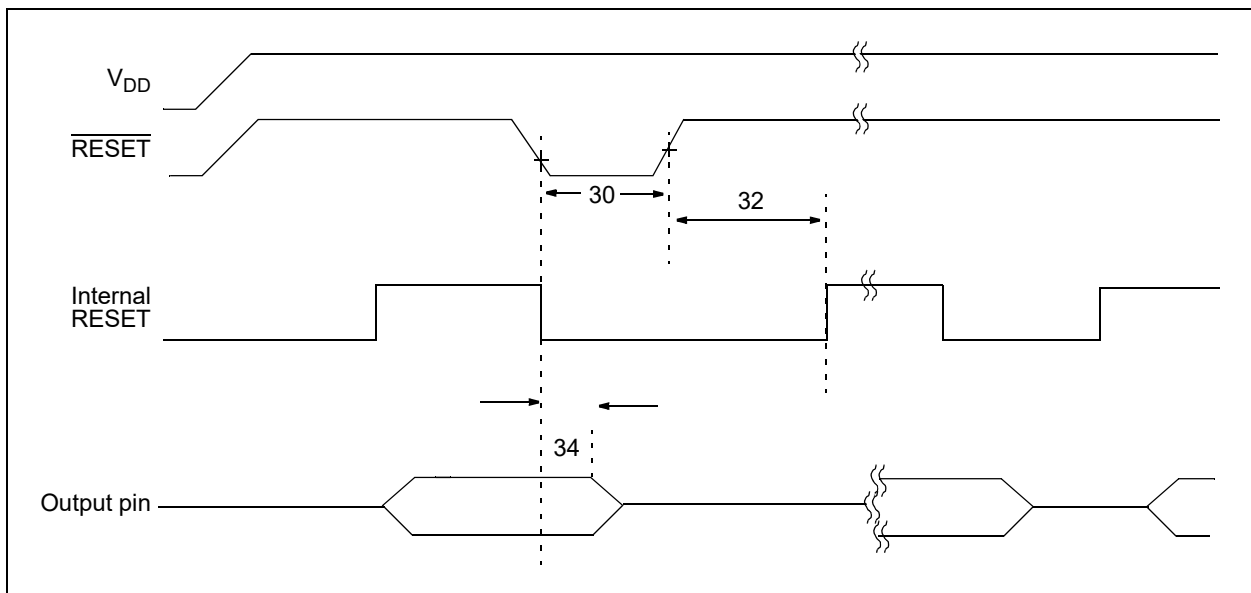 VDD
RESET
30
32
Internal
RESET
34
Output pin